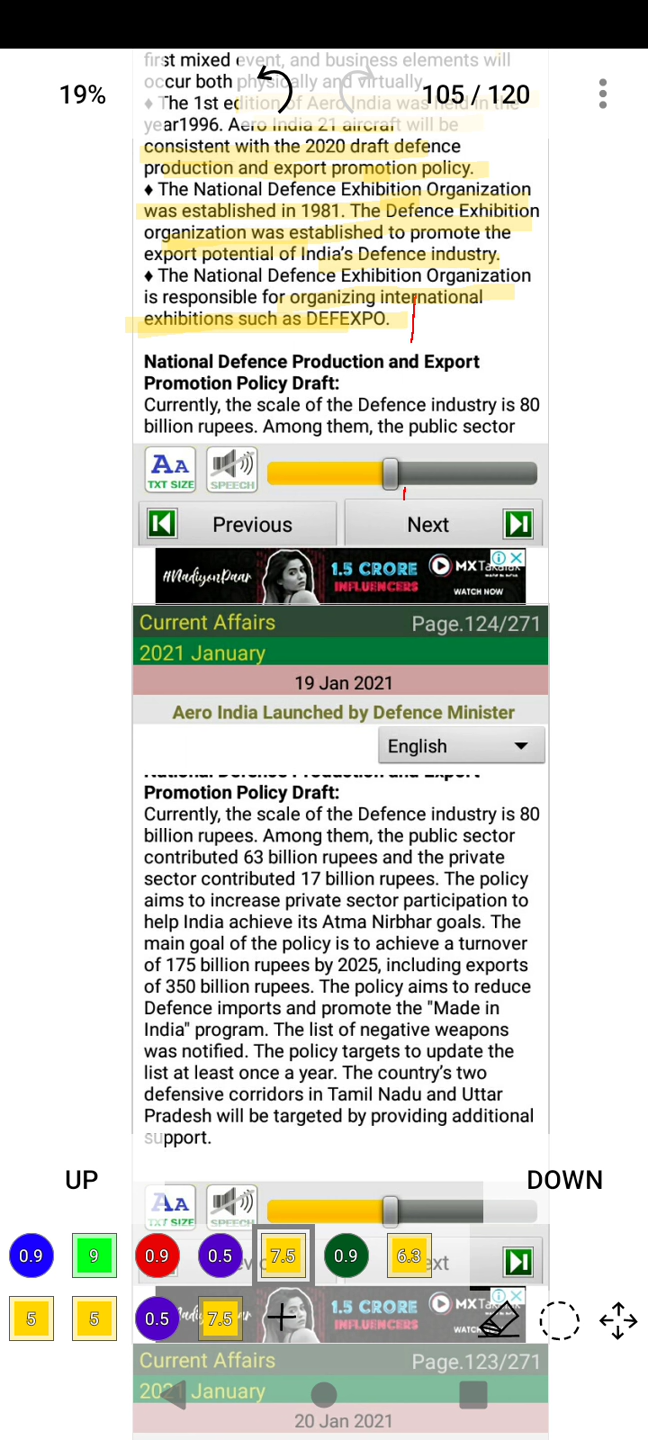 first mixed event, and business elements will
19%
occur both physically and virtually.
105 / 120
♦ The 1st edition of Aero India was held in the
year1996. Aero India 21 aircraft will be
consistent with the 2020 draft defence
production and export promotion policy.
♦ The National Defence Exhibition Organization
was established in 1981. The Defence Exhibition
organization was established to promote the
export potential of India's Defence industry.
♦ The National Defence Exhibition Organization
is responsible for organizing international
exhibitions such as DEFEXPO.
National Defence Production and Export
Promotion Policy Draft:
Currently, the scale of the Defence industry is 80
billion rupees. Among them, the public sector
AA
TXT SIZE
SPEECH
Previous
Next
#MadiyonDaar
1.5 CRORE
INFLUENCERS
MXTakaTak
WATCH NOW
Current Affairs
Page.124/271
2021 January
19 Jan 2021
Aero India Launched by Defence Minister
English
National Defence Production and Export
Promotion Policy Draft:
Currently, the scale of the Defence industry is 80
billion rupees. Among them, the public sector
contributed 63 billion rupees and the private
sector contributed 17 billion rupees. The policy
aims to increase private sector participation to
help India achieve its Atma Nirbhar goals. The
main goal of the policy is to achieve a turnover
of 175 billion rupees by 2025, including exports
of 350 billion rupees. The policy aims to reduce
Defence imports and promote the "Made in
India" program. The list of negative weapons
was notified. The policy targets to update the
list at least once a year. The country's two
defensive corridors in Tamil Nadu and Uttar
Pradesh will be targeted by providing additional
support.
UP
DOWN
AA
TXT SIZE
SPEECH
0.9
9
0.9
0.5
7.5
0.9
6.3
5
5
0.5
7.5
1.5 CRORE
INFLUENCERS
Current Affairs
Page.123/271
2021 January
20 Jan 2021